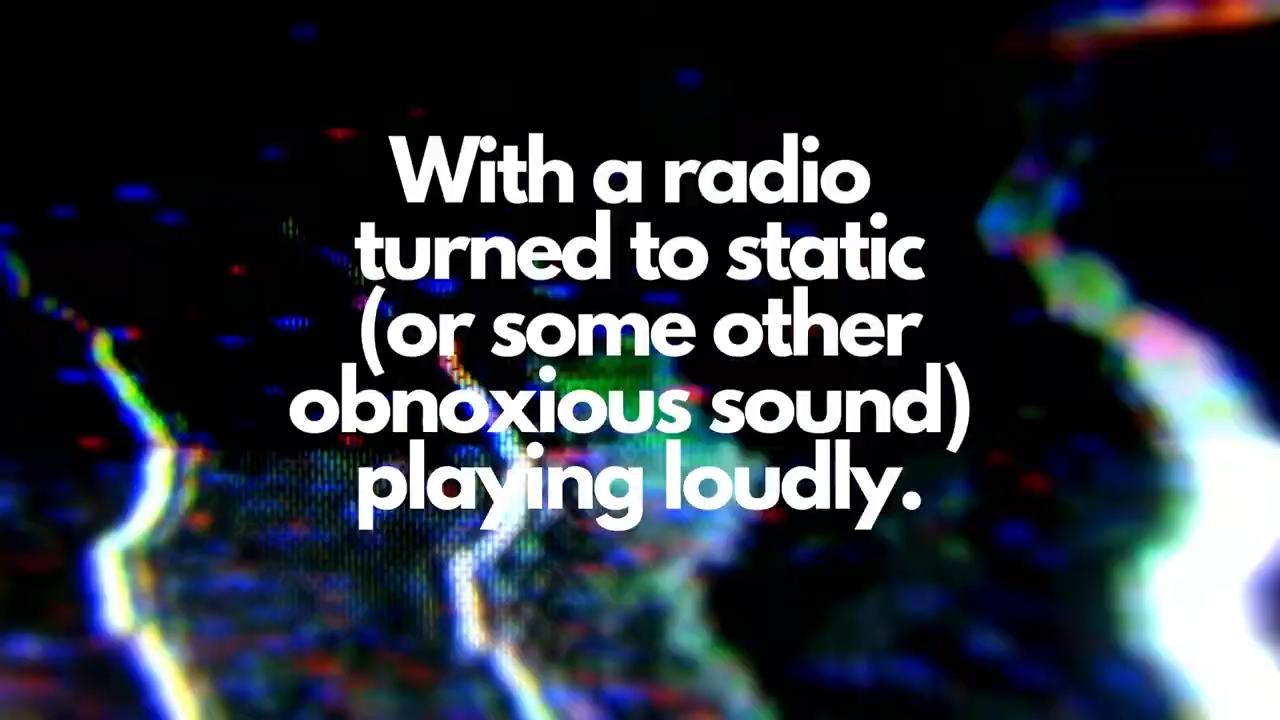 With a radio
turned to static
(or some other
obnoxious sound)
playing loudly.